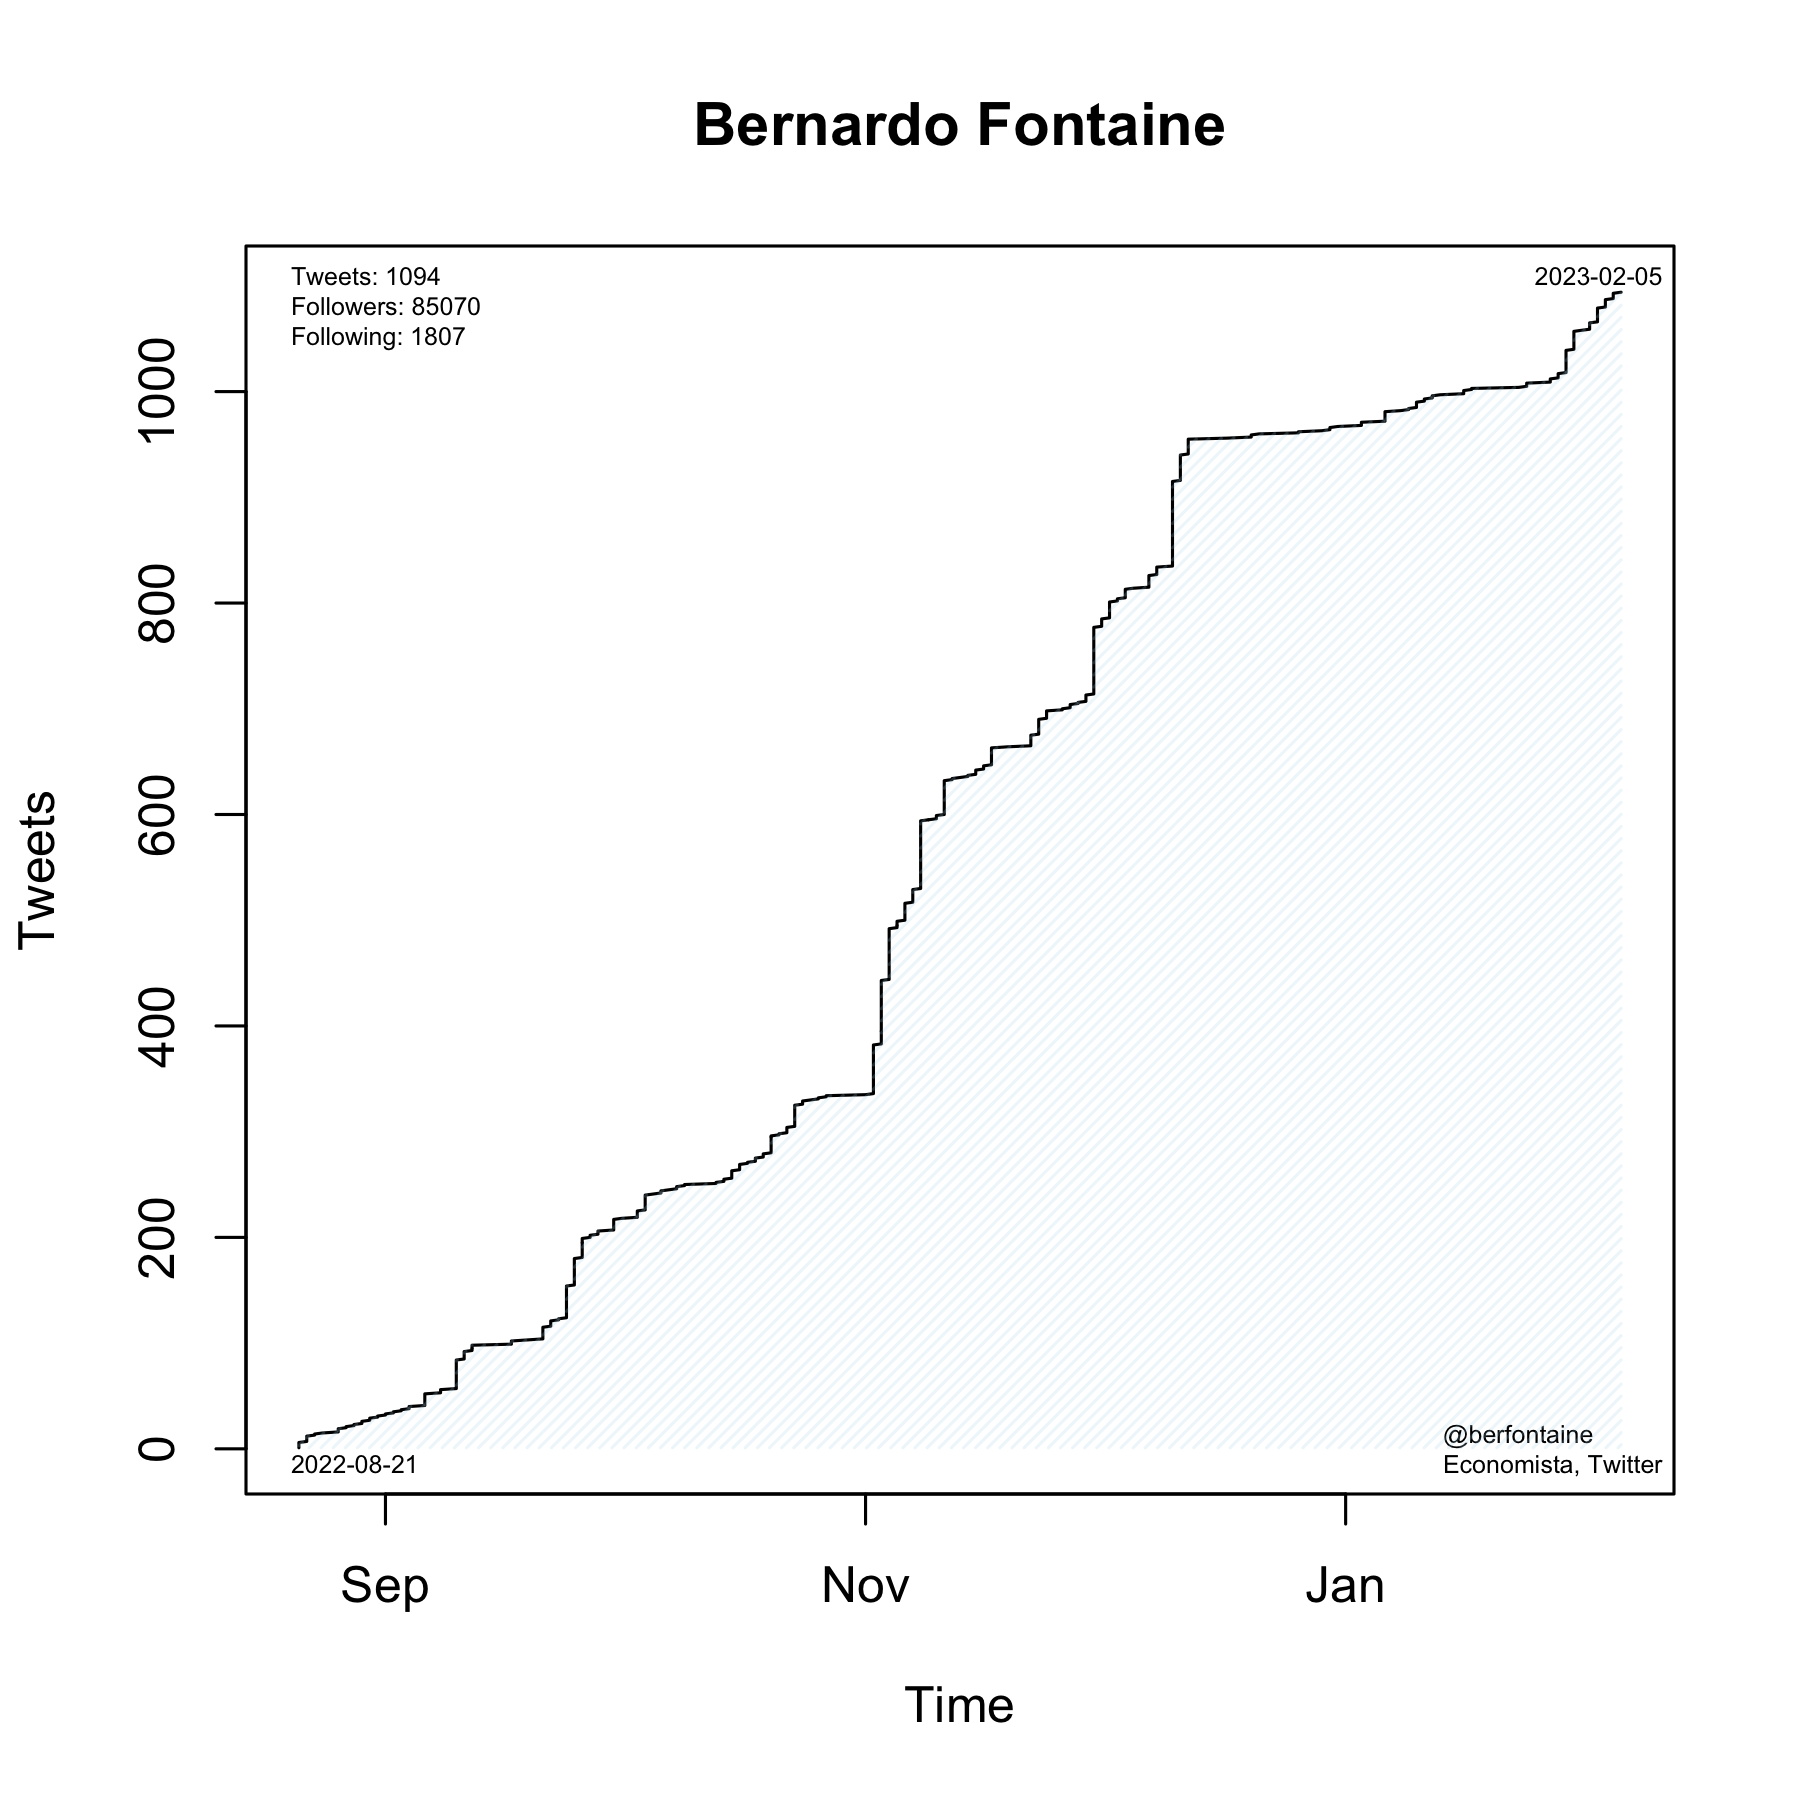 Bernardo Fontaine
Tweets: 1094
Followers: 85070
Following: 1807
2023-02-05
1000
800
600
400
200
0
Tweets
2022-08-21
@berfontaine
Economista, Twitter
Sep
Nov
Jan
Time